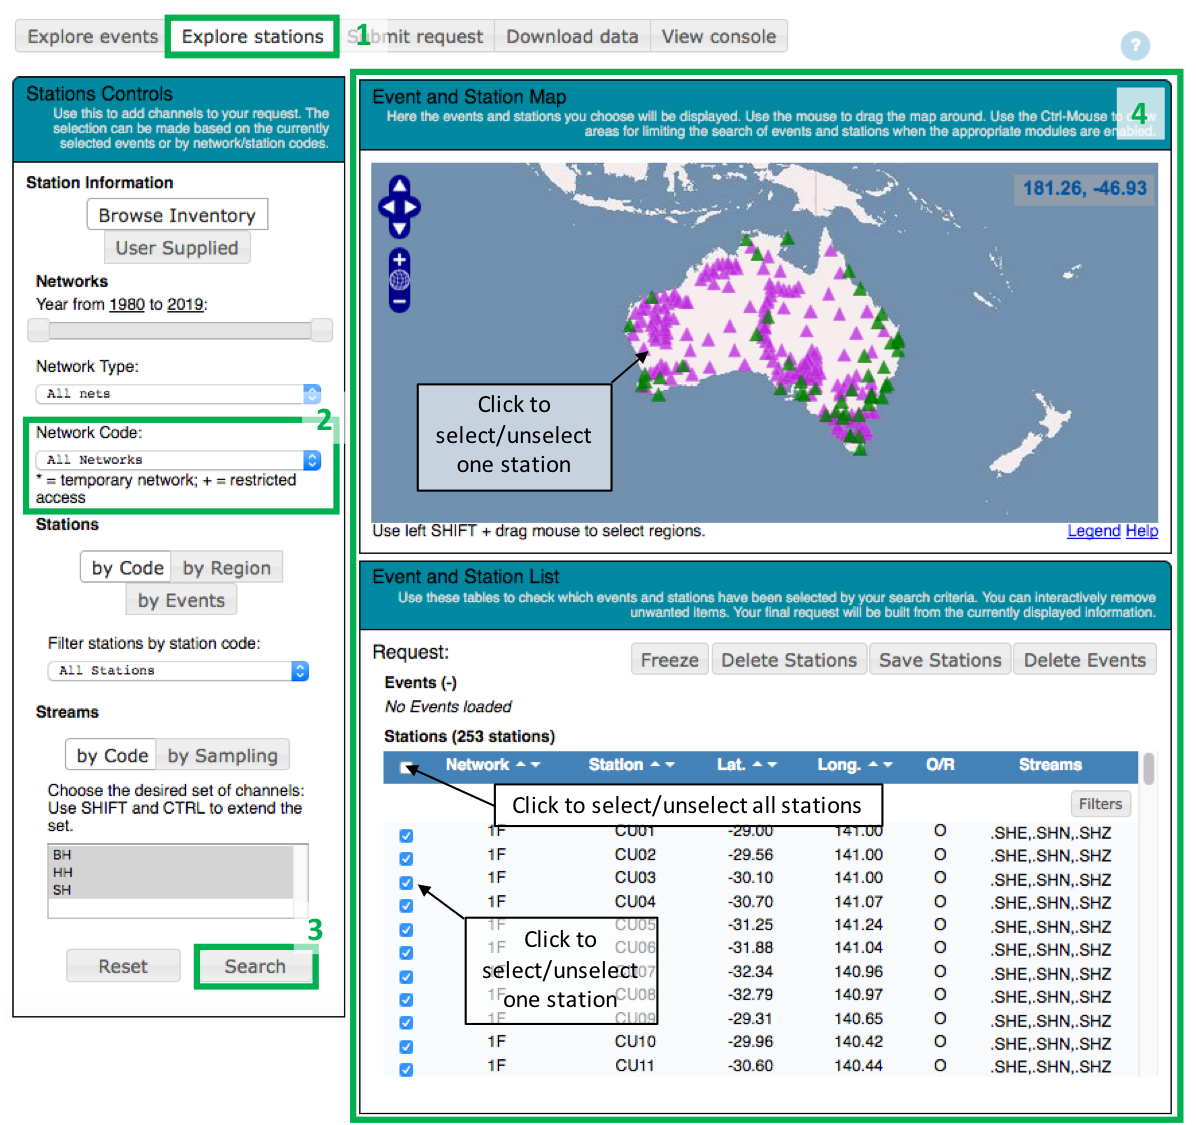 Explore events
Explore stations
1
Submit request
Download data
View console
?
Stations Controls
Use this to add channels to your request. The
selection can be made based on the currently
selected events or by network/station codes.
Station Information
Browse Inventory
User Supplied
Networks
Year from 1980 to 2019:
Network Type:
All nets
2
Network Code:
All Networks
* = temporary network; + = restricted
access
Stations
by Code
by Region
by Events
Filter stations by station code:
All Stations
Streams
by Code
by Sampling
Choose the desired set of channels:
Use SHIFT and CTRL to extend the
set.
BH
HH
SH
3
Reset
Search
Event and Station Map
4
Here the events and stations you choose will be displayed. Use the mouse to drag the map around. Use the Ctrl-Mouse to draw
areas for limiting the search of events and stations when the appropriate modules are enabled.
181.26, -46.93
Click to
select/unselect
one station
Use left SHIFT + drag mouse to select regions.
Legend Help
Event and Station List
Use these tables to check which events and stations have been selected by your search criteria. You can interactively remove
unwanted items. Your final request will be built from the currently displayed information.
Request:
Freeze
Delete Stations
Save Stations
Delete Events
Events (-)
No Events loaded
Stations (253 stations)
Network Station Lat. Long. O/R Streams
Click to select/unselect all stations
Filters
1F CU01 -29.00 141.00 O .SHE,.SHN,.SHZ
1F CU02 -29.56 141.00 O .SHE,.SHN,.SHZ
1F CU03 -30.10 141.00 O .SHE,.SHN,.SHZ
1F CU04 -30.70 141.07 O .SHE,.SHN,.SHZ
1F CU05 -31.25 141.24 O .SHE,.SHN,.SHZ
1F CU06 -31.88 141.04 O .SHE,.SHN,.SHZ
1F CU07 -32.34 140.96 O .SHE,.SHN,.SHZ
1F CU08 -32.79 140.97 O .SHE,.SHN,.SHZ
1F CU09 -29.31 140.65 O .SHE,.SHN,.SHZ
1F CU10 -29.96 140.42 O .SHE,.SHN,.SHZ
1F CU11 -30.60 140.44 O .SHE,.SHN,.SHZ
Click to
select/unselect
one station